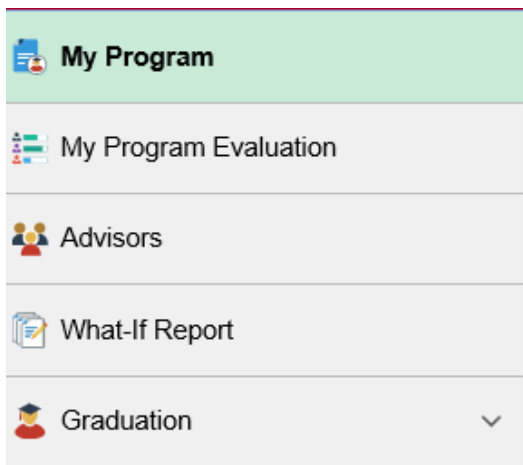 My Program
My Program Evaluation
Advisors
What-If Report
Graduation